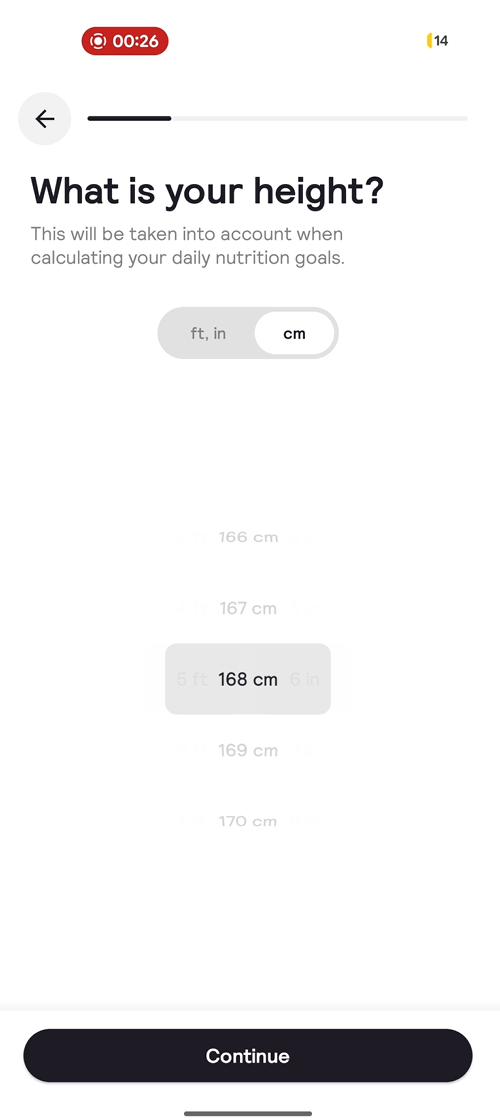 00:26
14
What is your height?
This will be taken into account when
calculating your daily nutrition goals.
ft, in
cm
166 cm
167 cm
5 ft 168 cm 6 in
169 cm
170 cm
Continue